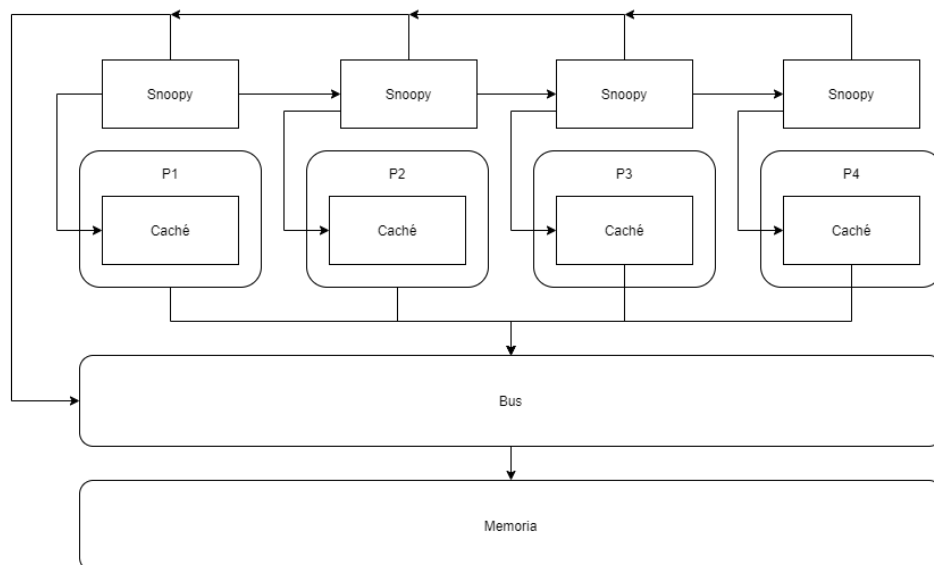 Snoopy
Snoopy
Snoopy
Snoopy
P1
P2
P3
P4
Caché
Caché
Caché
Caché
Bus
Memoria